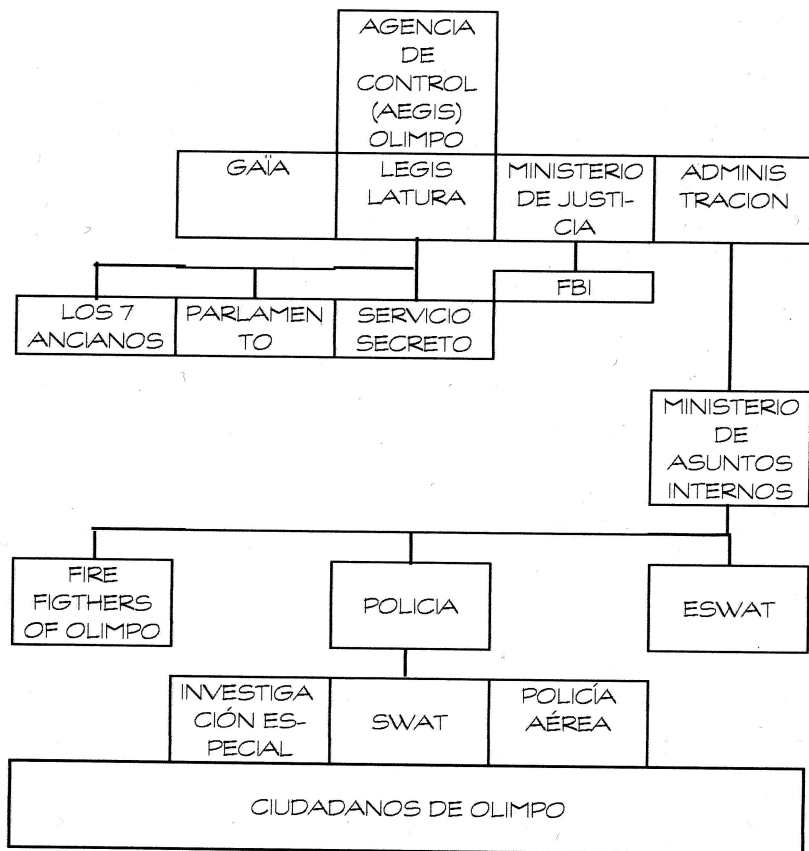 AGENCIA
DE
CONTROL
(AEGIS)
OLIMPO
GAÏA
LEGIS
LATURA
MINISTERIO
DE JUSTI-
CIA
ADMINIS
TRACION
FBI
LOS 7
ANCIANOS
PARLAMEN
TO
SERVICIO
SECRETO
MINISTERIO
DE
ASUNTOS
INTERNOS
FIRE
FIGTHERS
OF OLIMPO
POLICIA
ESWAT
INVESTIGA
CIÓN ES-
PECIAL
SWAT
POLICÍA
AÉREA
CIUDADANOS DE OLIMPO